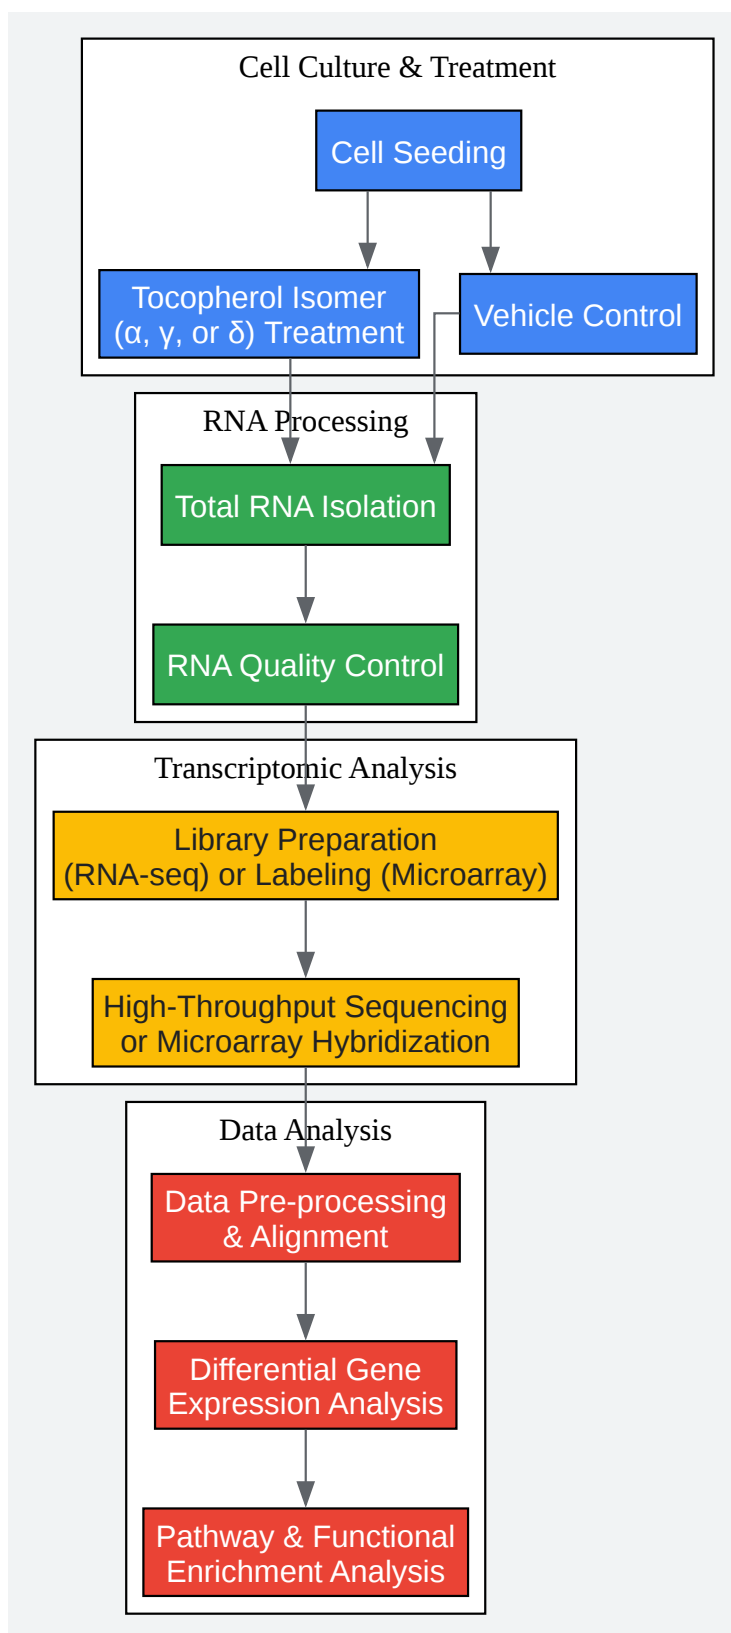 Cell Culture & Treatment
Cell Seeding
Tocopherol Isomer
(α, γ, or δ) Treatment
Vehicle Control
RNA Processing
Total RNA Isolation
RNA Quality Control
Transcriptomic Analysis
Library Preparation
(RNA-seq) or Labeling (Microarray)
High-Throughput Sequencing
or Microarray Hybridization
Data Analysis
Data Pre-processing
& Alignment
Differential Gene
Expression Analysis
Pathway & Functional
Enrichment Analysis